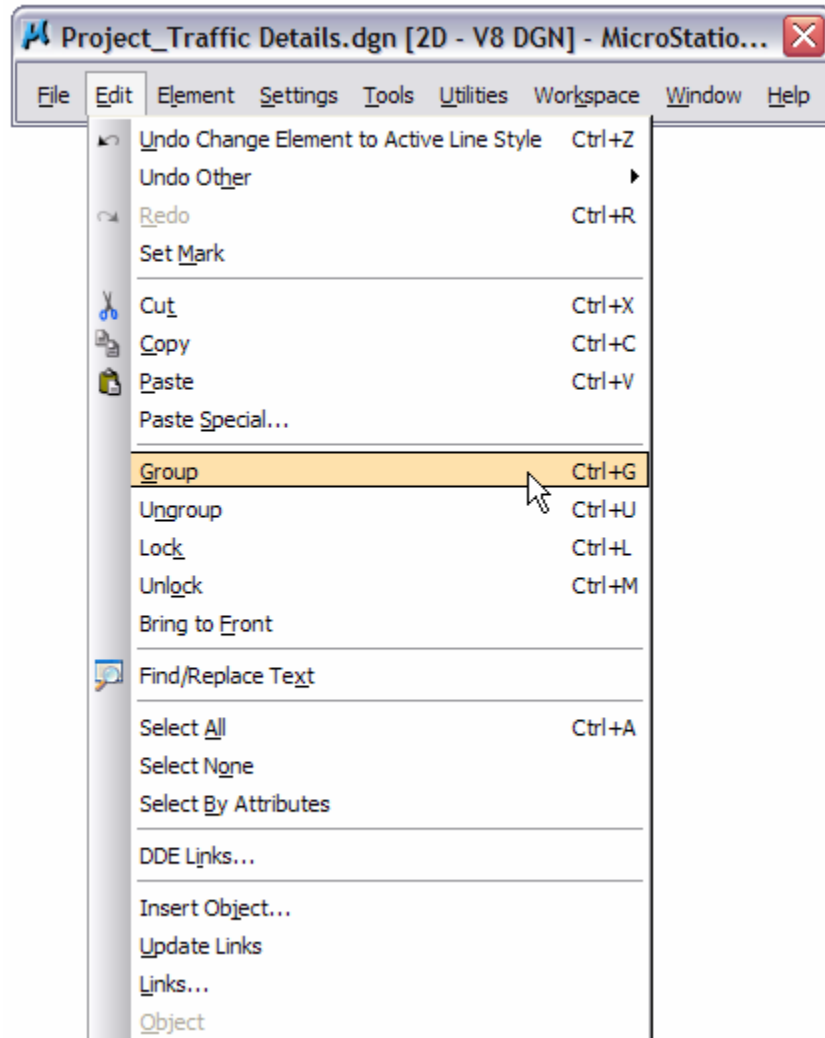 Project_Traffic Details.dgn [2D - V8 DGN] - MicroStatio...
File Edit Element Settings Tools Utilities Workspace Window Help
Undo Change Element to Active Line Style Ctrl+Z
Undo Other
Redo Ctrl+R
Set Mark
Cut Ctrl+X
Copy Ctrl+C
Paste Ctrl+V
Paste Special...
Group Ctrl+G
Ungroup Ctrl+U
Lock Ctrl+L
Unlock Ctrl+M
Bring to Front
Find/Replace Text
Select All Ctrl+A
Select None
Select By Attributes
DDE Links...
Insert Object...
Update Links
Links...
Object